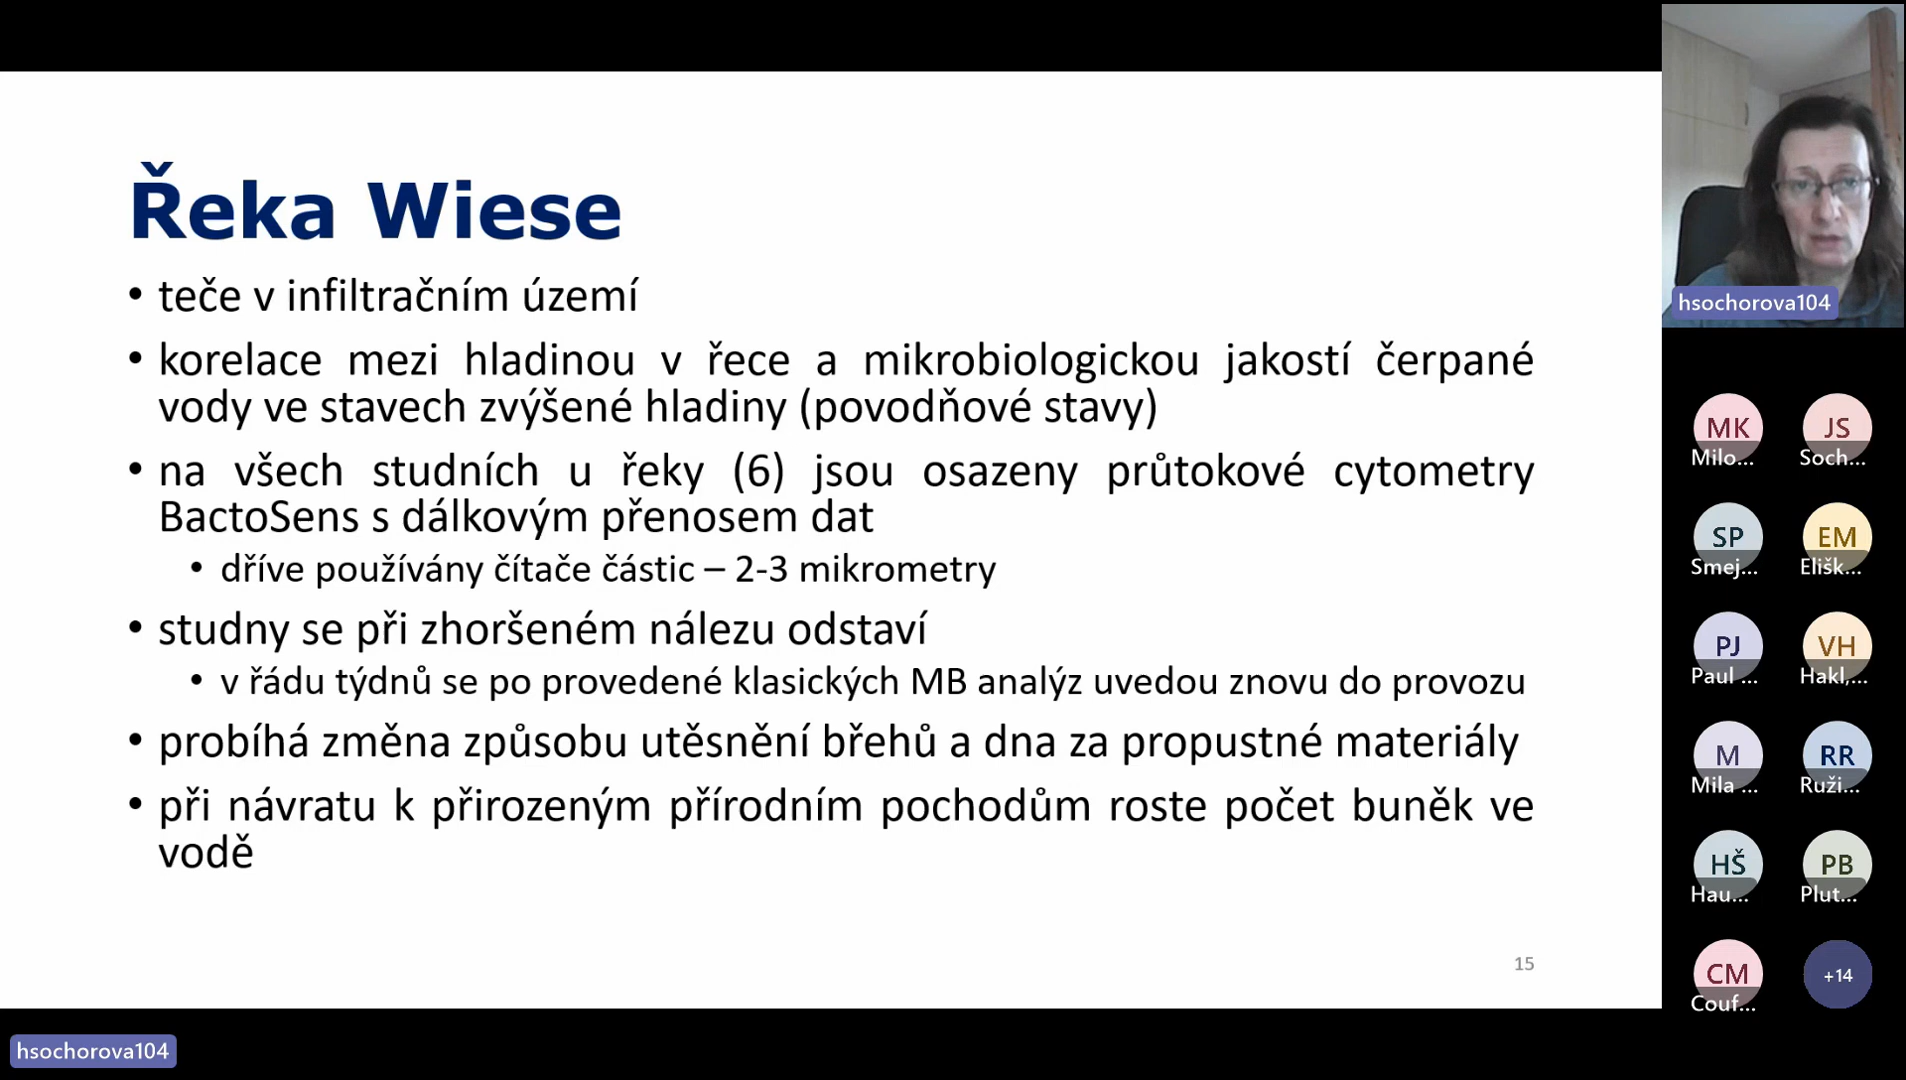 Řeka Wiese
• teče v infiltračním území
• korelace mezi hladinou v řece a mikrobiologickou jakostí čerpané
vody ve stavech zvýšené hladiny (povodňové stavy)
• na všech studních u řeky (6) jsou osazeny průtokové cytometry
BactoSens s dálkovým přenosem dat
• dříve používány čítače částic – 2-3 mikrometry
• studny se při zhoršeném nálezu odstaví
• v řádu týdnů se po provedené klasických MB analýz uvedou znovu do provozu
• probíhá změna způsobu utěsnění břehů a dna za propustné materiály
• při návratu k přirozeným přírodním pochodům roste počet buněk ve
vodě
15
hsochorova104
hsochorova104
MK
Milo...
JS
Soch...
SP
Smej...
EM
Elišk...
PJ
Paul ...
VH
Hakl,...
M
Mila ...
RR
Ruži...
HŠ
Hau...
PB
Plut...
CM
Couf...
+14